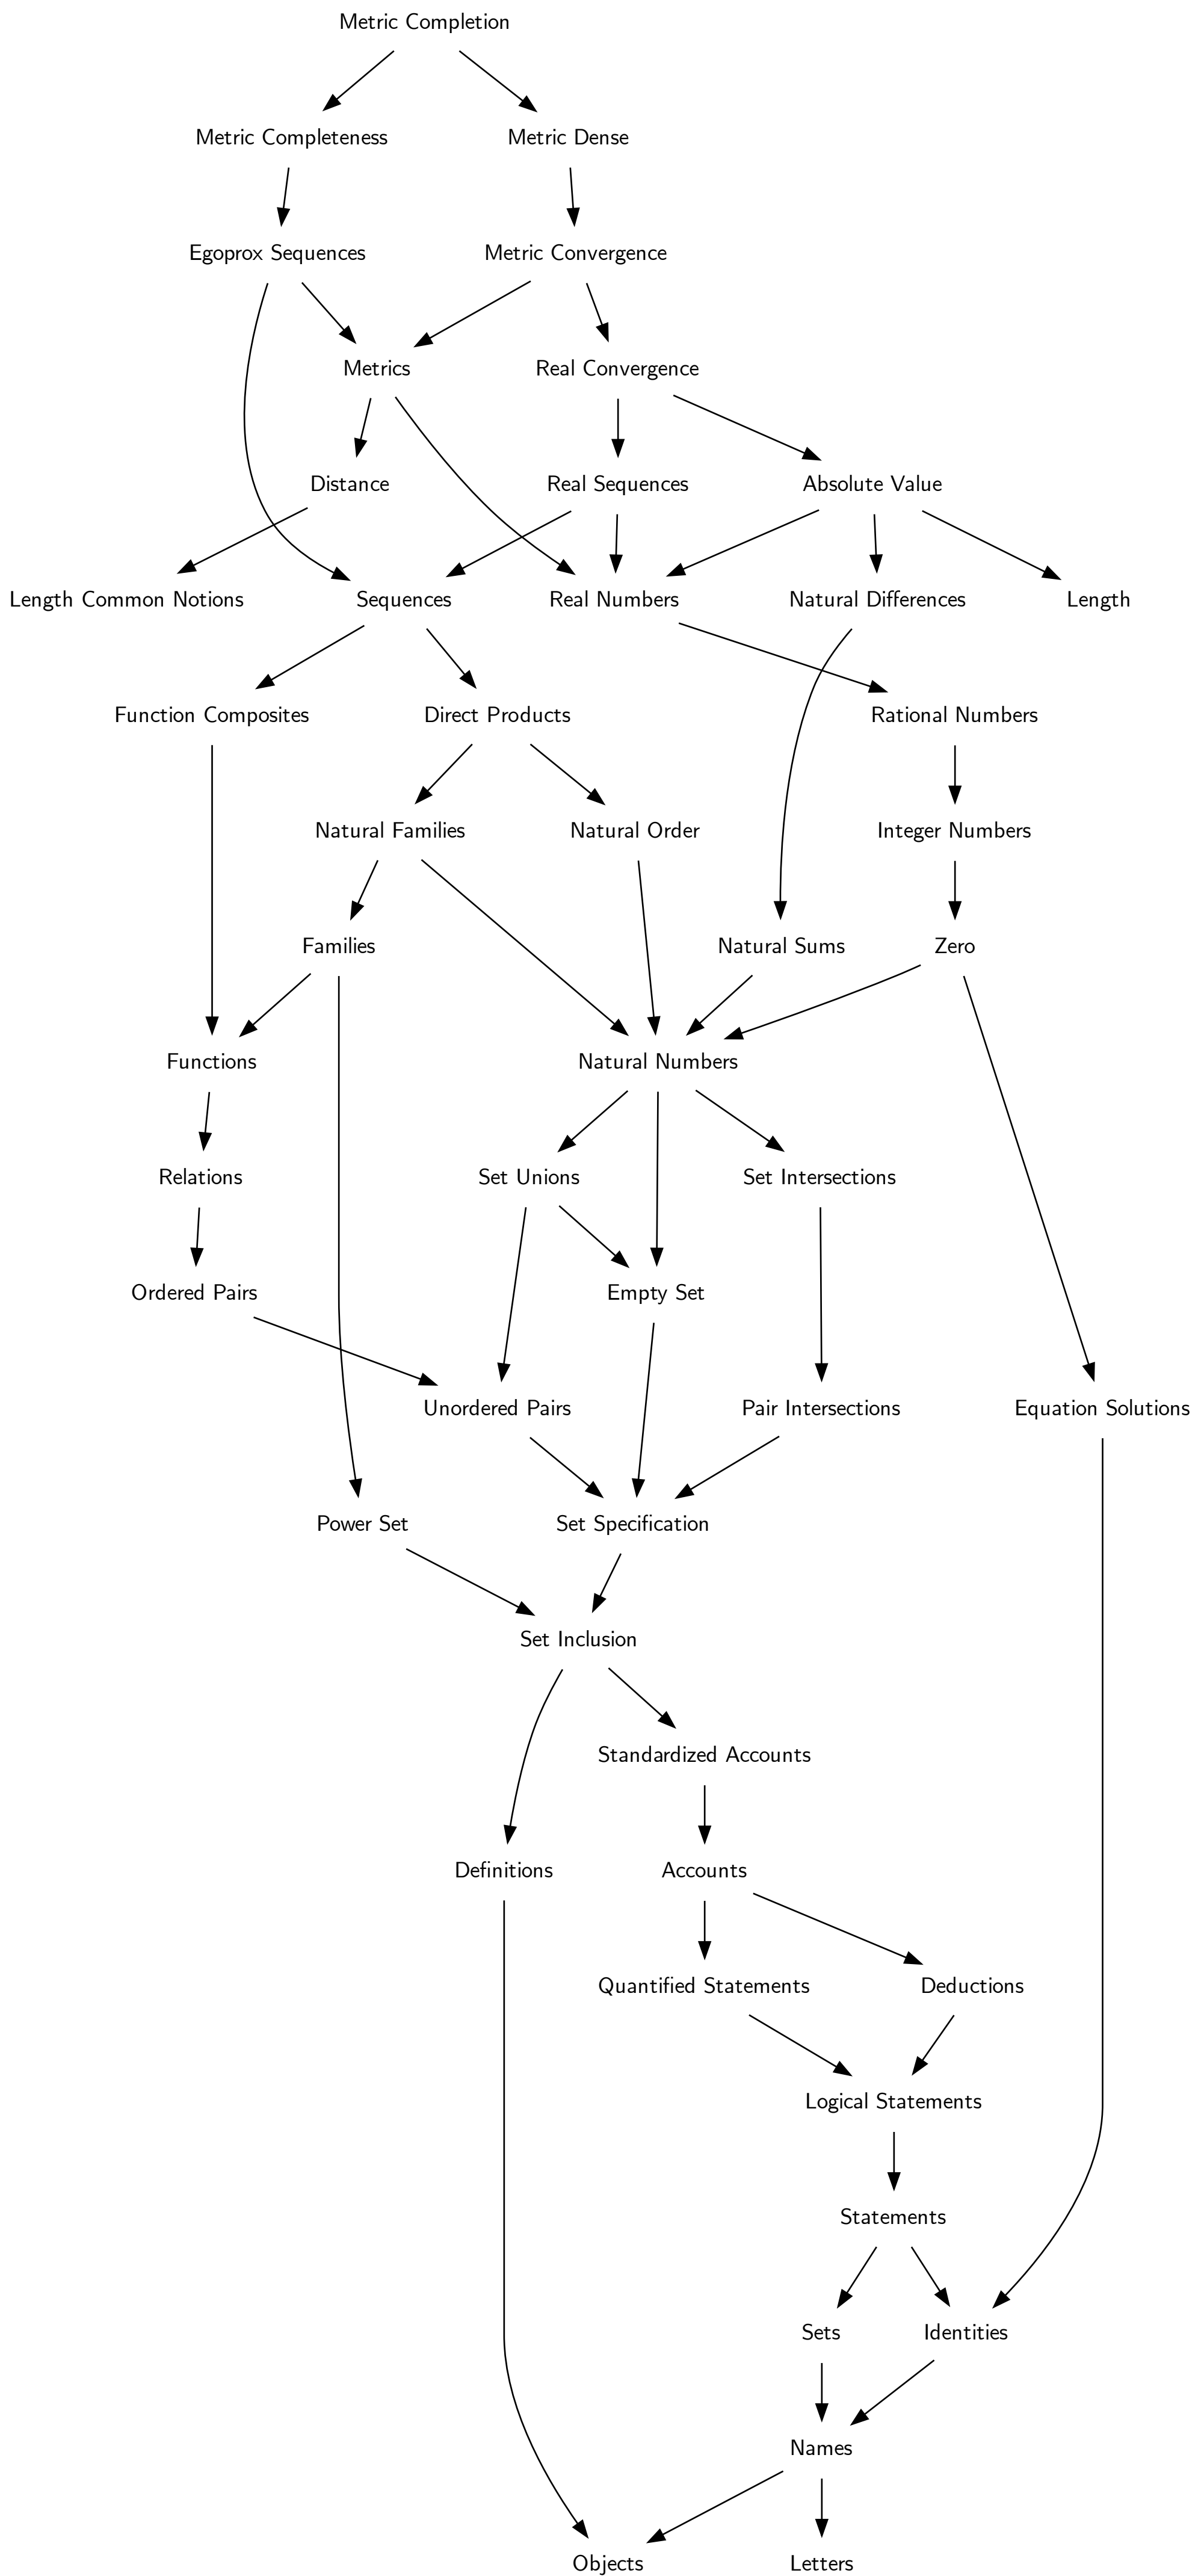 Metric Completion
Metric Completeness
Metric Dense
Egoprox Sequences
Metric Convergence
Metrics
Real Convergence
Distance
Real Sequences
Absolute Value
Length Common Notions
Sequences
Real Numbers
Natural Differences
Length
Function Composites
Direct Products
Rational Numbers
Natural Families
Natural Order
Integer Numbers
Families
Natural Sums
Zero
Functions
Natural Numbers
Relations
Set Unions
Set Intersections
Ordered Pairs
Empty Set
Unordered Pairs
Pair Intersections
Equation Solutions
Power Set
Set Specification
Set Inclusion
Standardized Accounts
Definitions
Accounts
Quantified Statements
Deductions
Logical Statements
Statements
Sets
Identities
Names
Objects
Letters